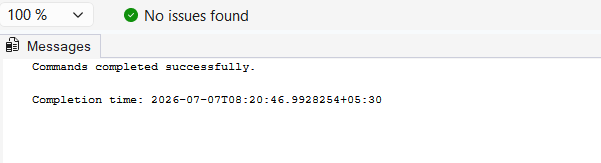 100 %
No issues found
Messages
Commands completed successfully.
Completion time: 2026-07-07T08:20:46.9928254+05:30